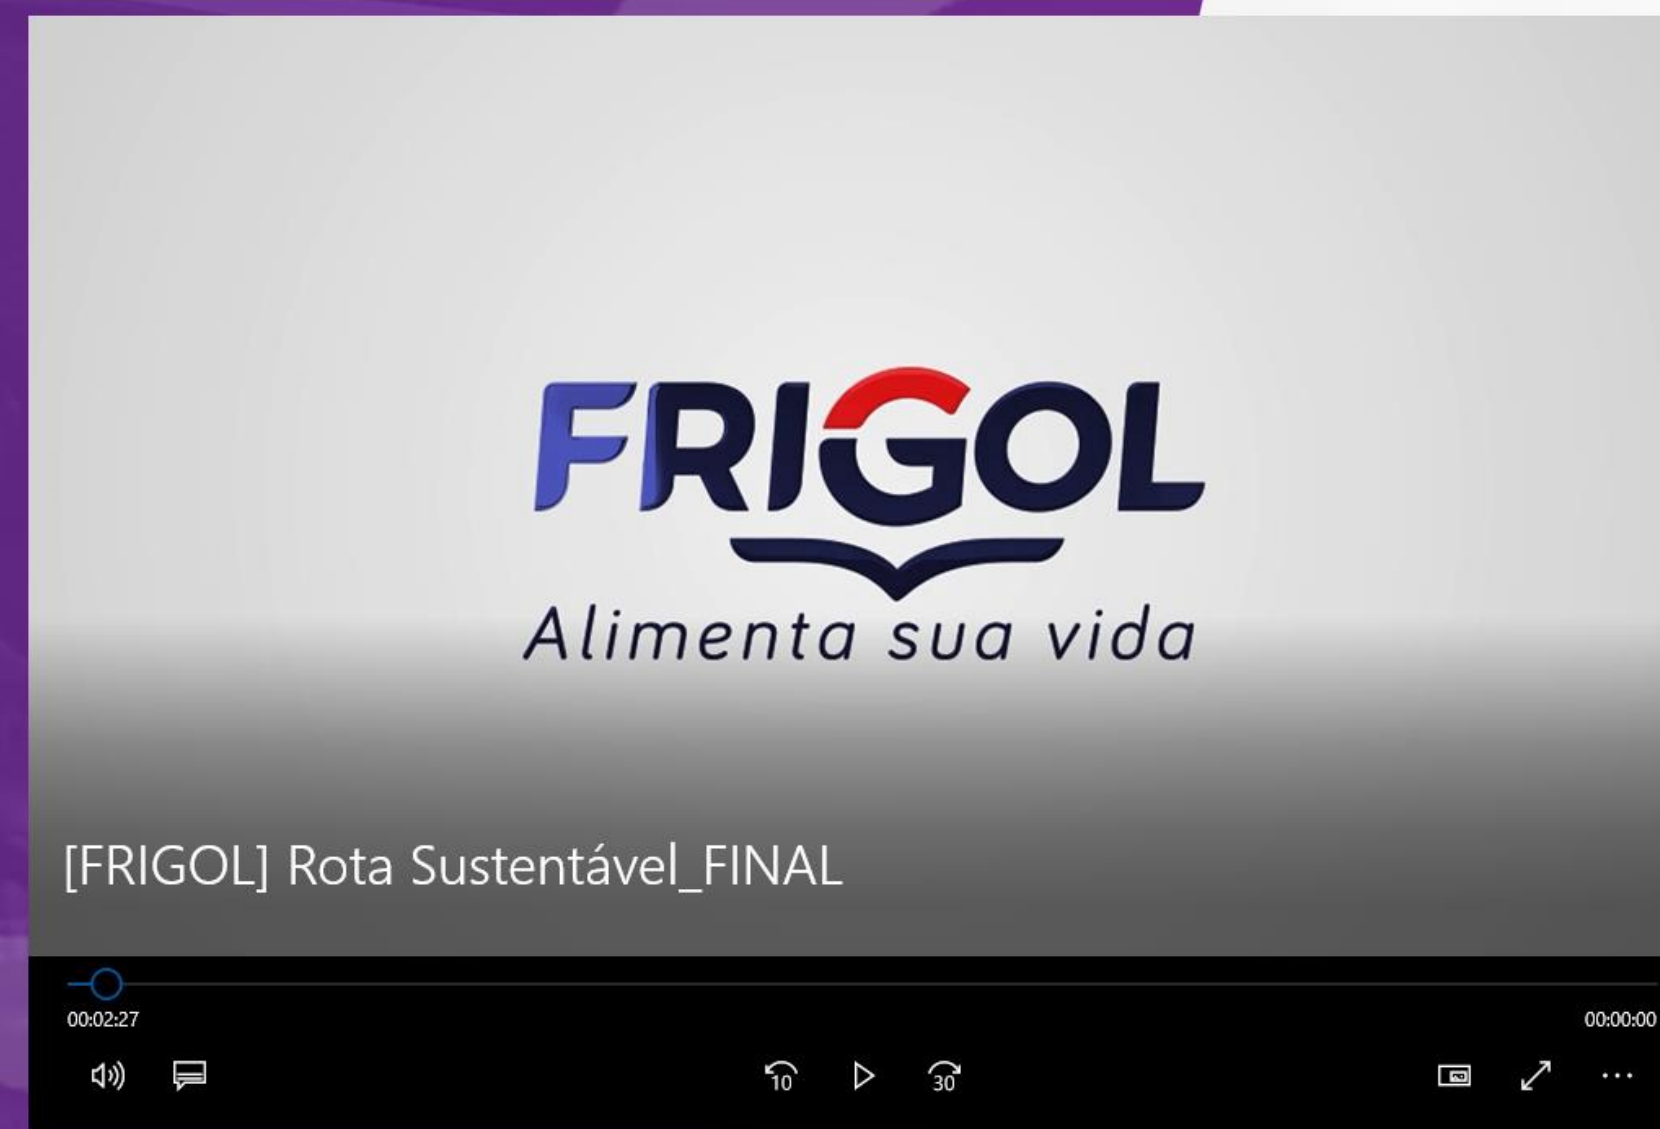 FRIGOL
Alimenta sua vida
[FRIGOL] Rota Sustentável_FINAL
00:02:27
00:00:00
10
30